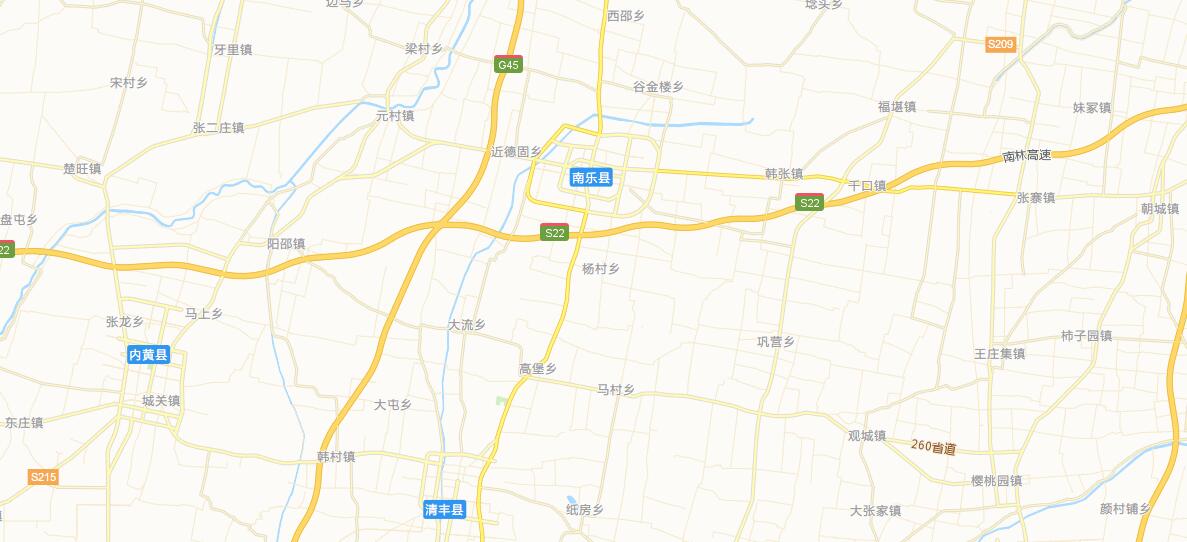 边马乡
西邵乡
埝头乡
牙里镇
梁村乡
S209
G45
宋村乡
谷金楼乡
元村镇
福堪镇
妹冢镇
张二庄镇
近德固乡
南林高速
楚旺镇
南乐县
韩张镇
千口镇
张寨镇
S22
朝城镇
盘屯乡
S22
阳邵镇
22
杨村乡
马上乡
张龙乡
大流乡
柿子园镇
巩营乡
内黄县
王庄集镇
高堡乡
马村乡
城关镇
大屯乡
东庄镇
观城镇
260省道
韩村镇
S215
樱桃园镇
清丰县
纸房乡
大张家镇
颜村铺乡